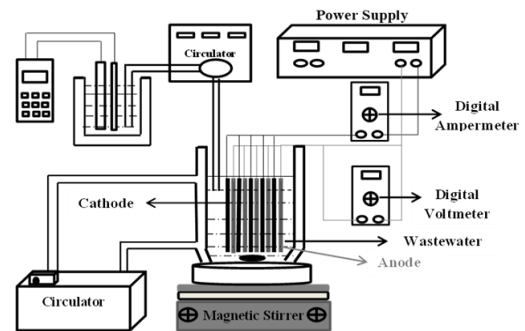 Power Supply
Circulator
Digital
Ampermeter
Cathode
Digital
Voltmeter
Wastewater
Anode
Circulator
Magnetic Stirrer